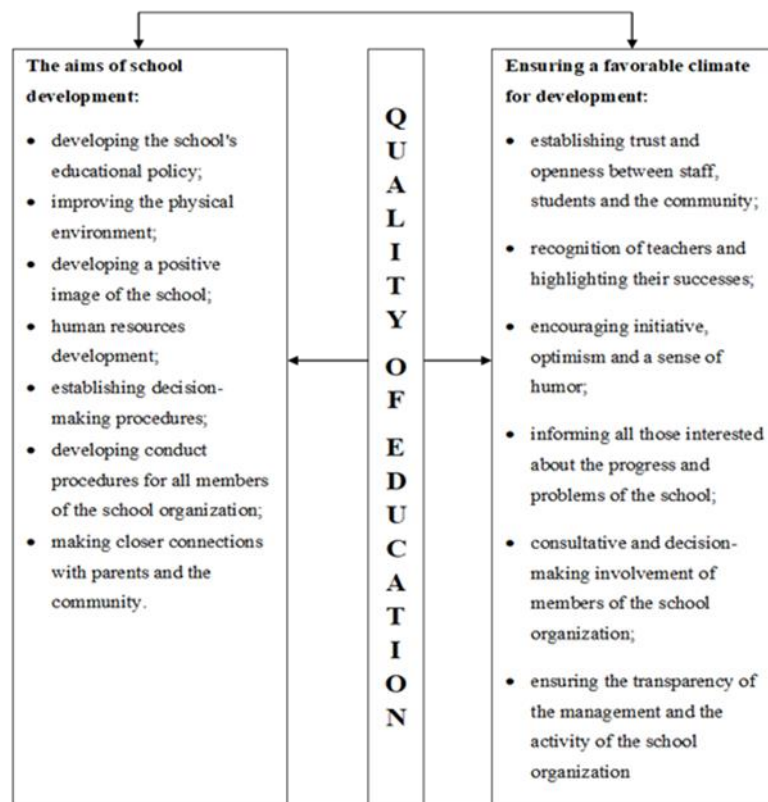 The aims of school
development:
• developing the school's
educational policy;
• improving the physical
environment;
• developing a positive
image of the school;
• human resources
development;
• establishing decision-
making procedures;
• developing conduct
procedures for all members
of the school organization;
• making closer connections
with parents and the
community.
QUALITY OF EDUCATION
Ensuring a favorable climate
for development:
• establishing trust and
openness between staff,
students and the community;
• recognition of teachers and
highlighting their successes;
• encouraging initiative,
optimism and a sense of
humor;
• informing all those interested
about the progress and
problems of the school;
• consultative and decision-
making involvement of
members of the school
organization;
• ensuring the transparency of
the management and the
activity of the school
organization